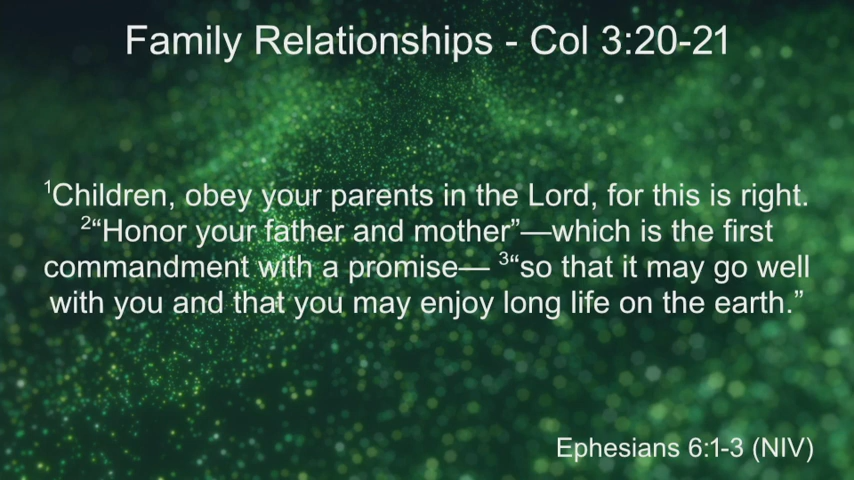 Family Relationships - Col 3:20-21
¹Children, obey your parents in the Lord, for this is right.
²“Honor your father and mother”—which is the first
commandment with a promise— ³“so that it may go well
with you and that you may enjoy long life on the earth.”
Ephesians 6:1-3 (NIV)